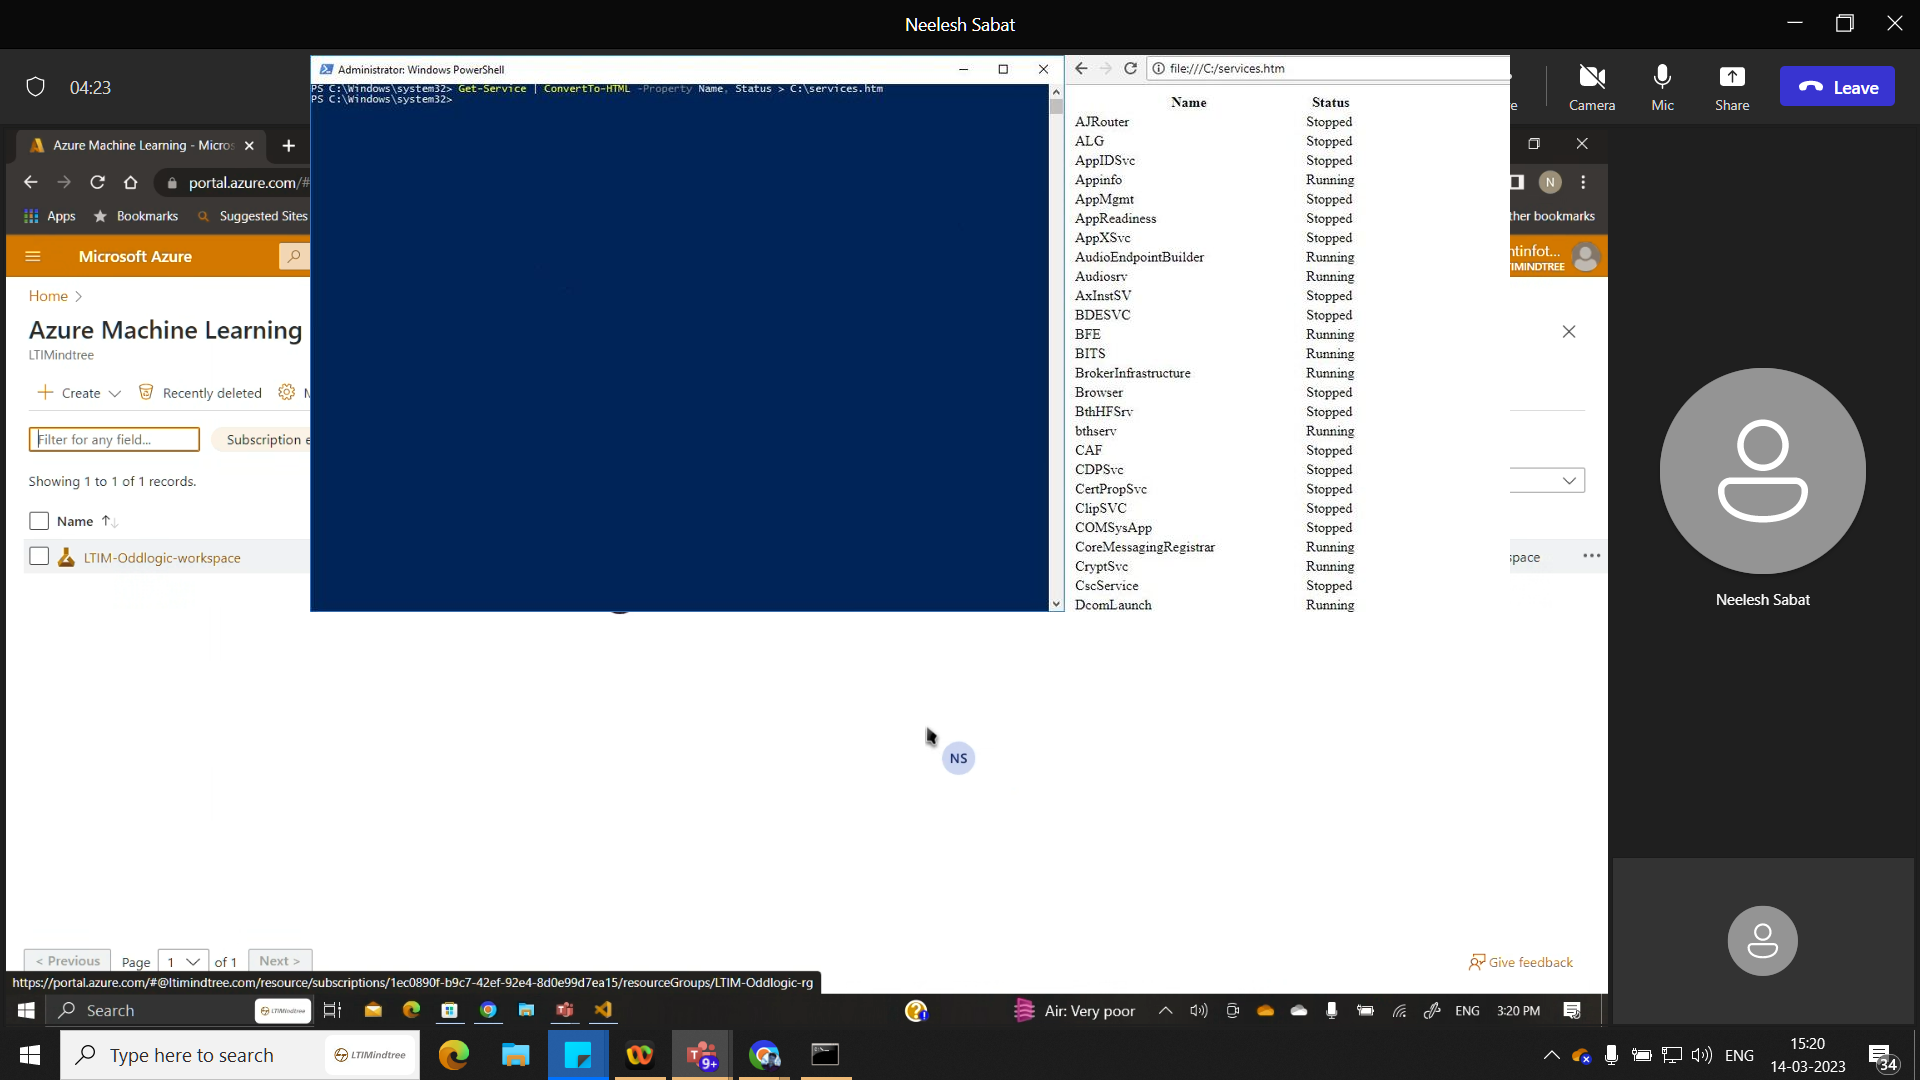 Neelesh Sabat
04:23
Camera
Mic
Share
Leave
Administrator: Windows PowerShell
PS C:\Windows\system32> Get-Service | ConvertTo-HTML -Property Name, Status > C:\services.htm
PS C:\Windows\system32>
file:///C:/services.htm
Name Status
AJRouter Stopped
ALG Stopped
AppIDSvc Stopped
Appinfo Running
AppMgmt Stopped
AppReadiness Stopped
AppXSvc Stopped
AudioEndpointBuilder Running
Audiosrv Running
AxInstSV Stopped
BDESVC Stopped
BFE Running
BITS Running
BrokerInfrastructure Running
Browser Stopped
BthHFSrv Stopped
bthserv Running
CAF Stopped
CDPSvc Stopped
CertPropSvc Stopped
ClipSVC Stopped
COMSysApp Stopped
CoreMessagingRegistrar Running
CryptSvc Running
CscService Stopped
DcomLaunch Running
Azure Machine Learning - Micros
portal.azure.com/#
N
Apps Bookmarks Suggested Sites
her bookmarks
Microsoft Azure
ntinfot...
TIMINDTREE
Home >
Azure Machine Learning
LTIMindtree
Create Recently deleted M
Filter for any field... Subscription e
Showing 1 to 1 of 1 records.
Name
LTIM-Oddlogic-workspace
space
Neelesh Sabat
NS
< Previous Page 1 of 1 Next >
Give feedback
https://portal.azure.com/#@ltimindtree.com/resource/subscriptions/1ec0890f-b9c7-42ef-92e4-8d0e99d7ea15/resourceGroups/LTIM-Oddlogic-rg
Search LTIMindtree
Air: Very poor ENG 3:20 PM
Type here to search LTIMindtree
9+
ENG
15:20
14-03-2023
34